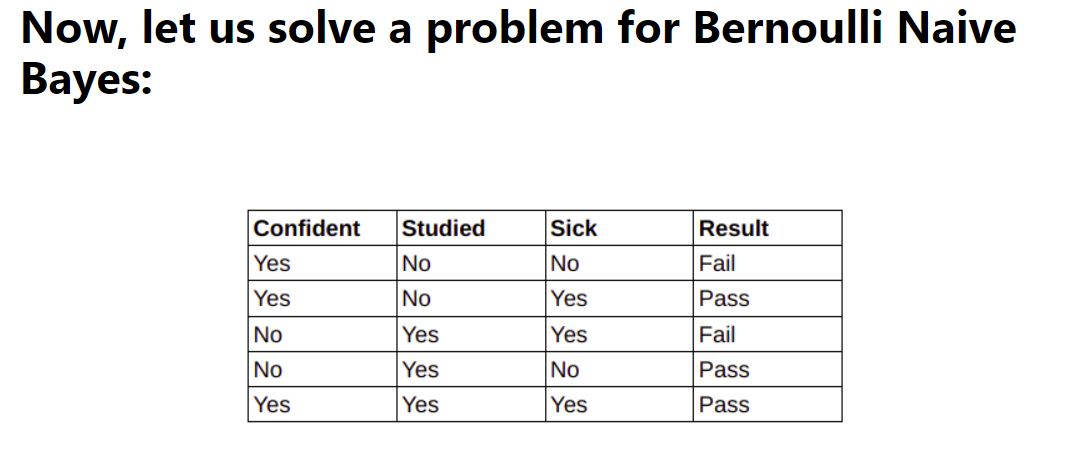 Now, let us solve a problem for Bernoulli Naive
Bayes:
Confident Studied Sick Result
Yes No No Fail
Yes No Yes Pass
No Yes Yes Fail
No Yes No Pass
Yes Yes Yes Pass